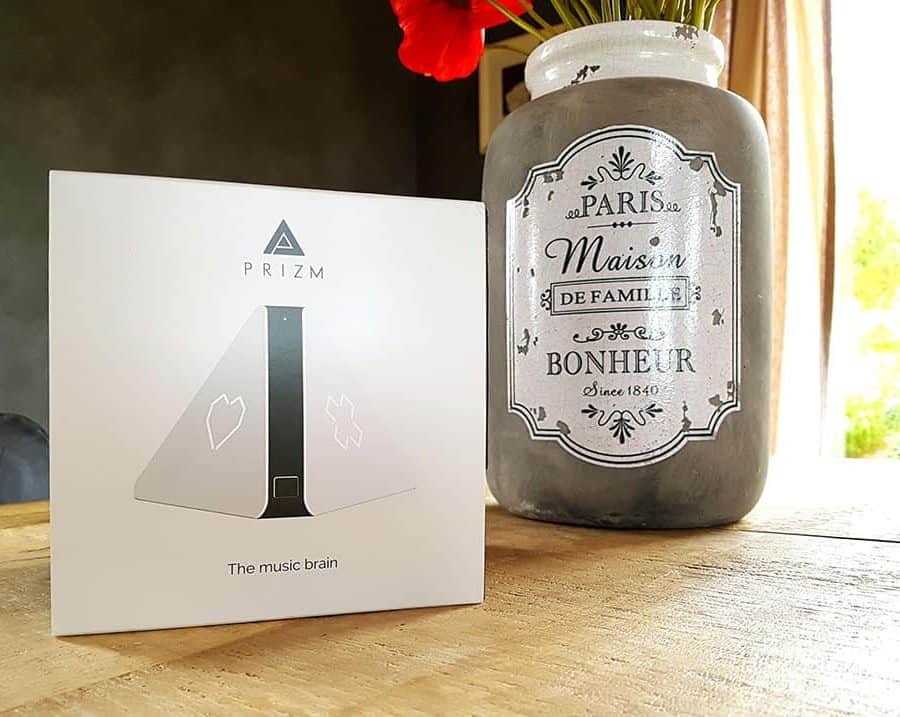 PRIZM
The music brain
PARIS
Maison
DE FAMILLE
BONHEUR
Since 1840